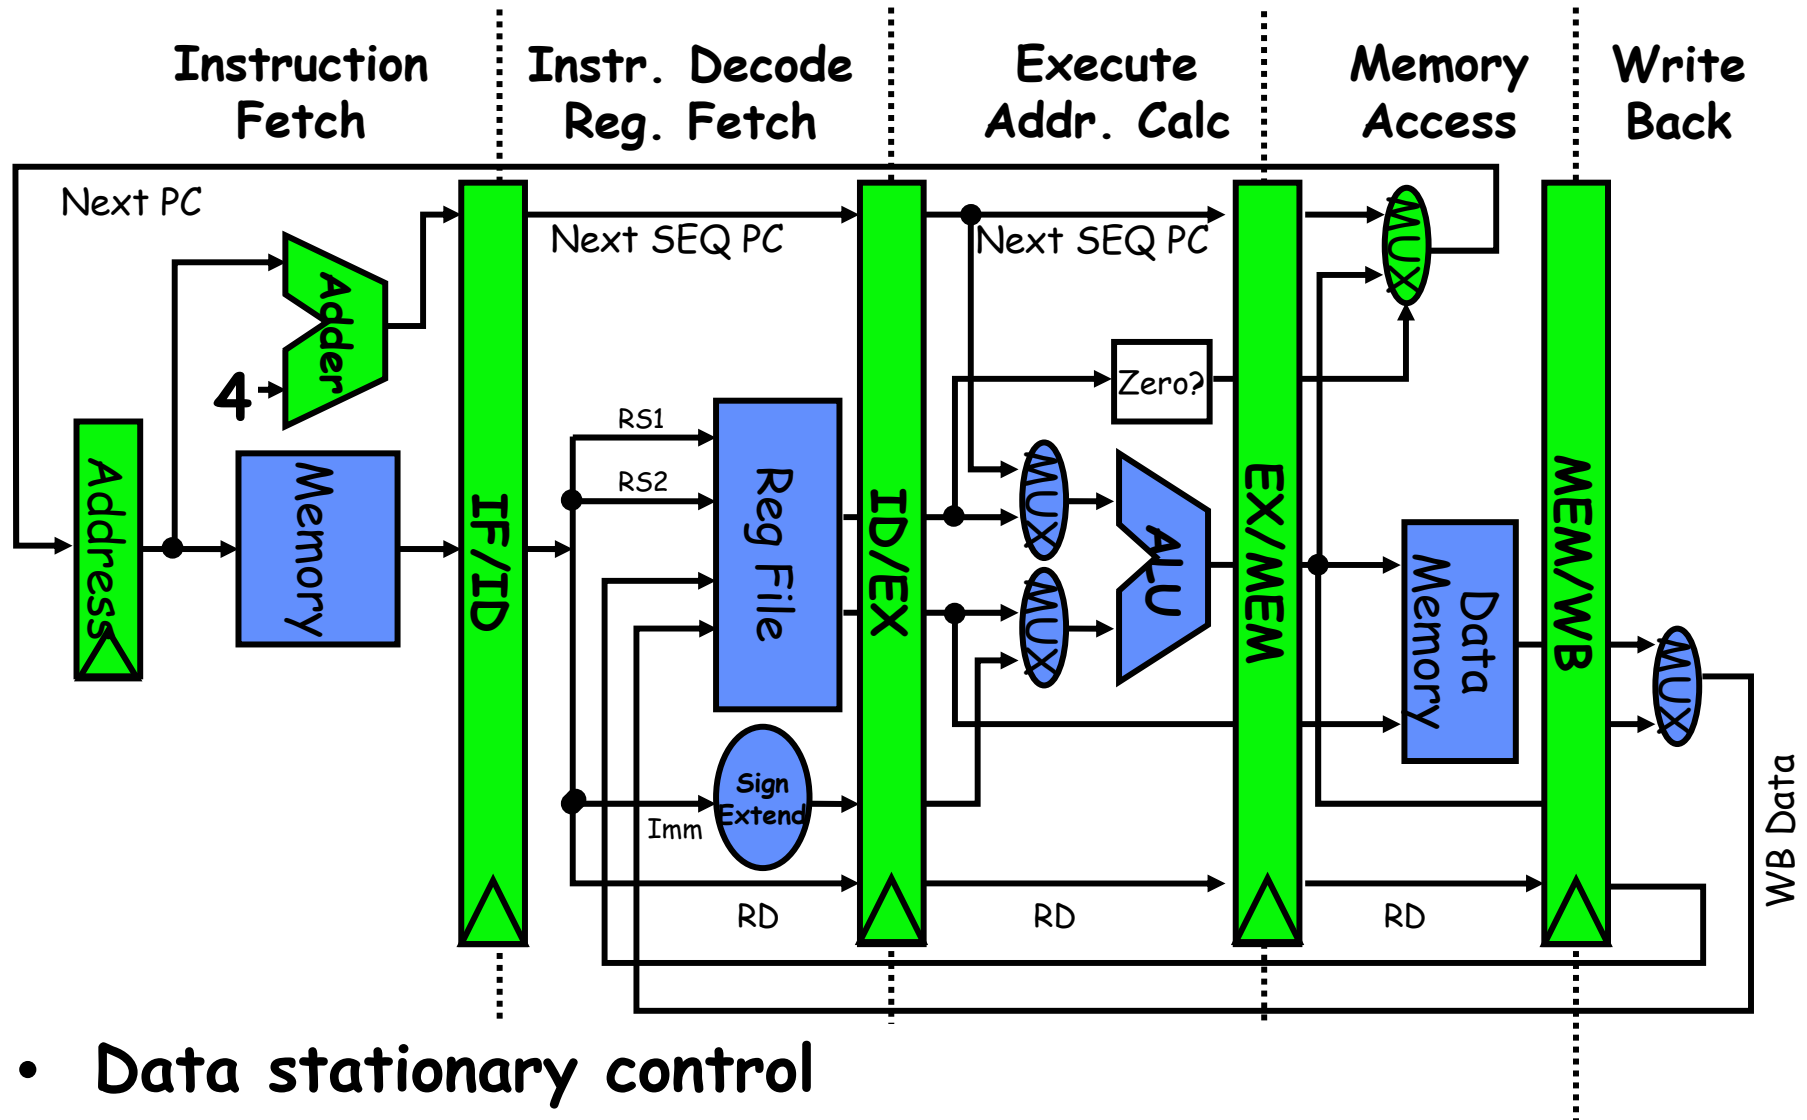 Instruction
Fetch
Instr. Decode
Reg. Fetch
Execute
Addr. Calc
Memory
Access
Write
Back
Next PC
Next SEQ PC
Next SEQ PC
MUX
Adder
4
Zero?
RS1
RS2
Address
Memory
IF/ID
Reg File
ID/EX
MUX
MUX
ALU
EX/MEM
Data
Memory
MEM/WB
MUX
Sign
Extend
Imm
WB Data
RD
RD
RD
• Data stationary control